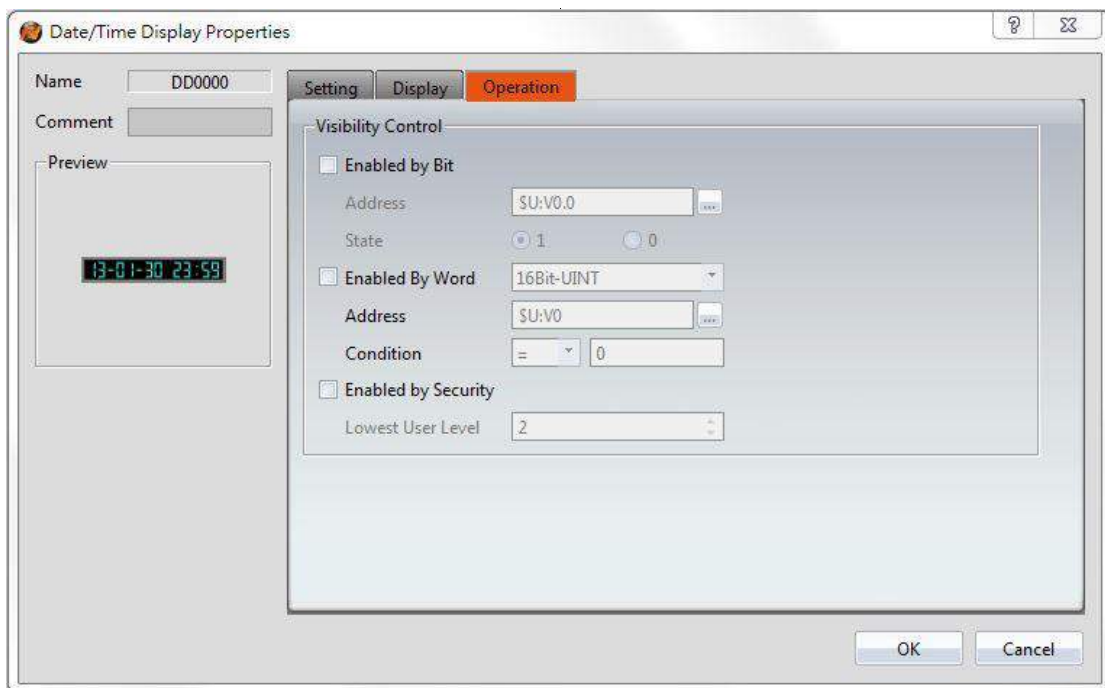 Date/Time Display Properties
Name DD0000
Comment
Preview
13-01-30 23:59
Setting Display Operation
Visibility Control
Enabled by Bit
Address $U:V0.0 ...
State 1 0
Enabled By Word 16Bit-UINT
Address $U:V0 ...
Condition = 0
Enabled by Security
Lowest User Level 2
OK Cancel